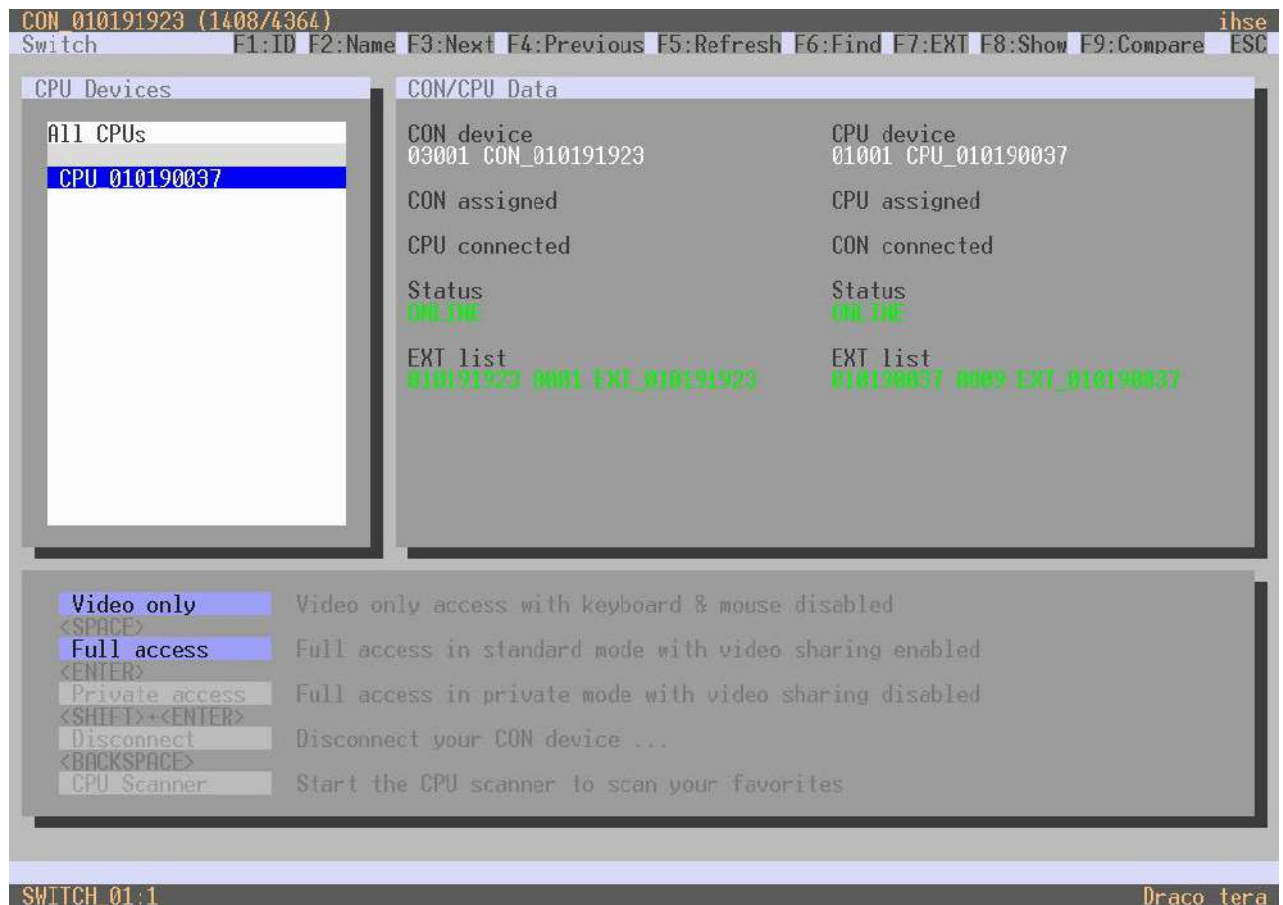 CON_010191923 (1408/4364) ihse
Switch F1:ID F2:Name F3:Next F4:Previous F5:Refresh F6:Find F7:EXT F8:Show F9:Compare ESC
CPU Devices
All CPUs
CPU_010190037
CON/CPU Data
CON device CPU device
03001 CON_010191923 01001 CPU_010190037
CON assigned CPU assigned
CPU connected CON connected
Status Status
ONLINE ONLINE
EXT list EXT list
010191923 0001 EXT_010191923 010190037 0009 EXT_010190037
Video only Video only access with keyboard & mouse disabled
<SPACE>
Full access Full access in standard mode with video sharing enabled
<ENTER>
Private access Full access in private mode with video sharing disabled
<SHIFT>+<ENTER>
Disconnect Disconnect your CON device ...
<BACKSPACE>
CPU Scanner Start the CPU scanner to scan your favorites
SWITCH_01:1 Draco tera